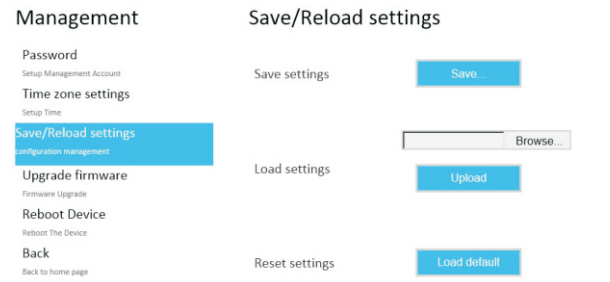 Management
Password
Setup Management Account
Time zone settings
Setup Time
Save/Reload settings
configuration management
Upgrade firmware
Firmware Upgrade
Reboot Device
Reboot The Device
Back
Back to home page
Save/Reload settings
Save settings
Save...
Browse...
Load settings
Upload
Reset settings
Load default